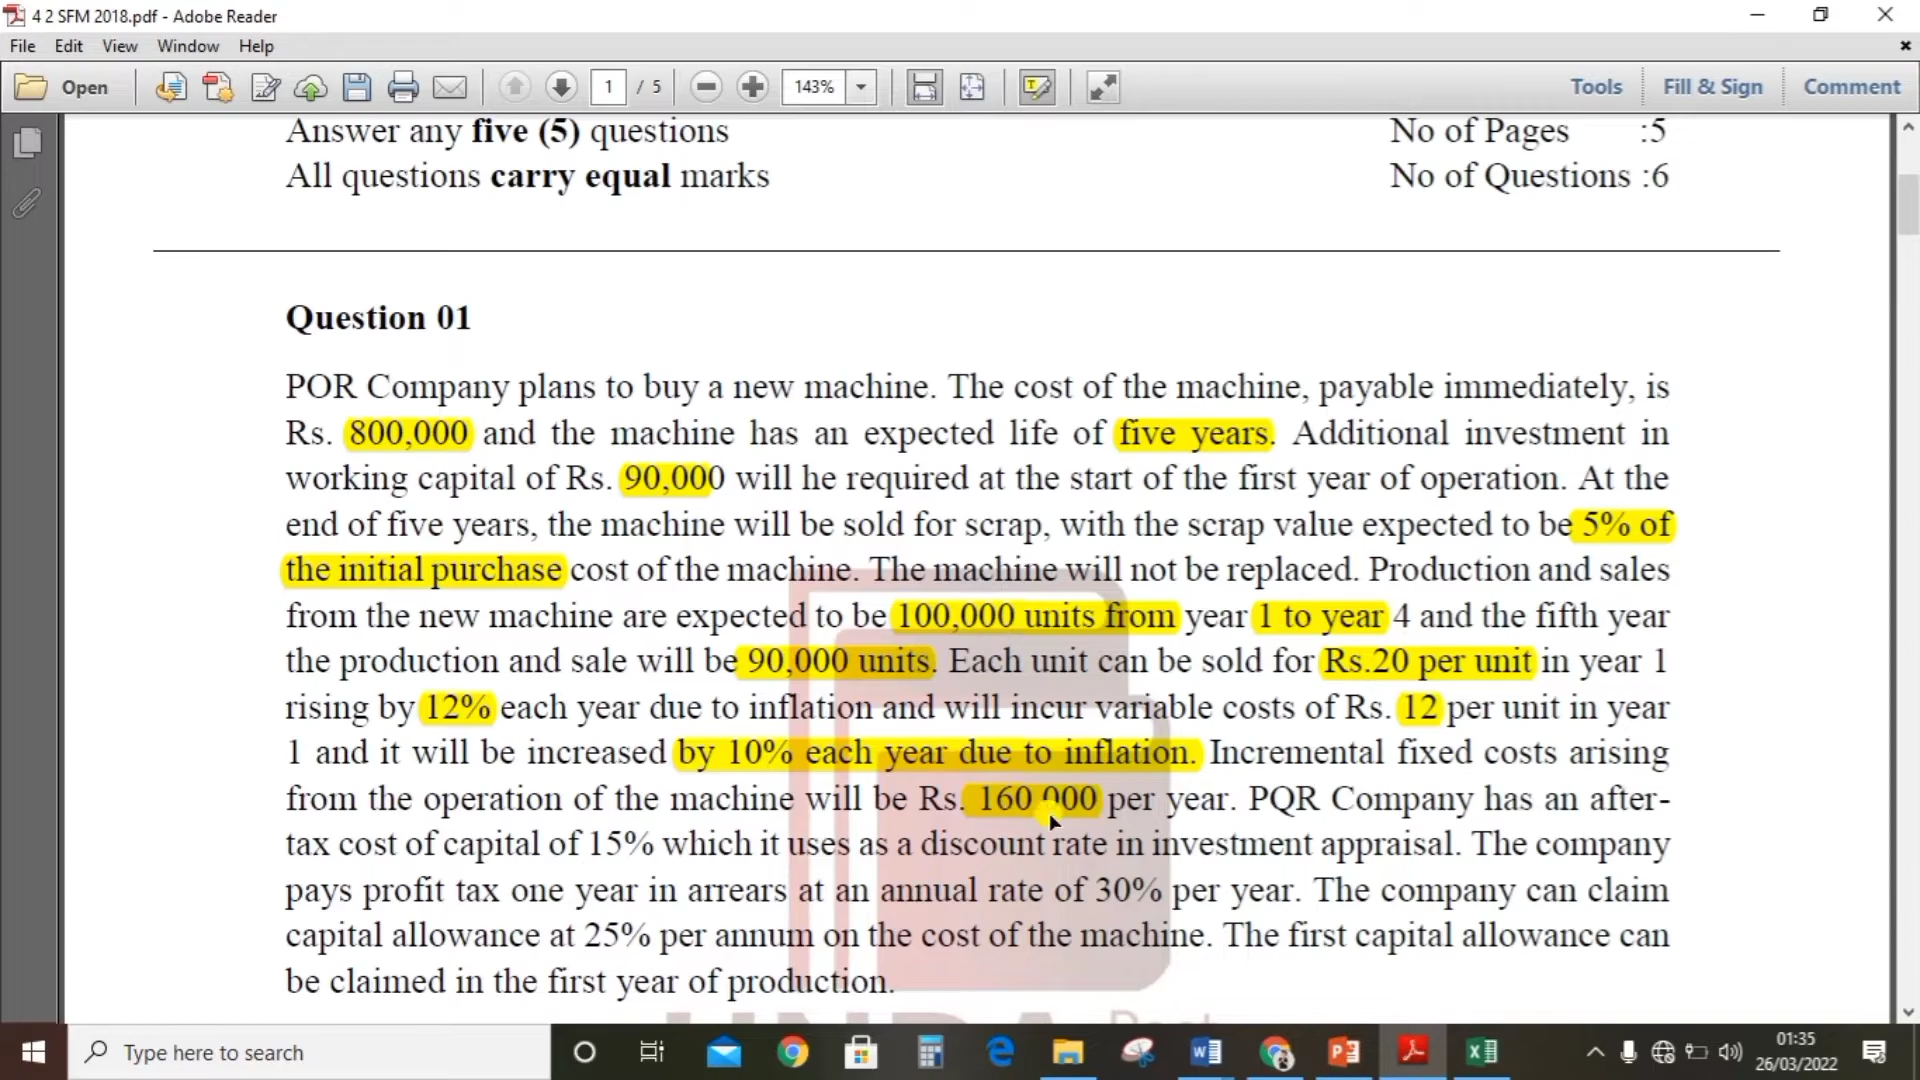 4 2 SFM 2018.pdf - Adobe Reader
File Edit View Window Help
Open 1 / 5 143% Tools Fill & Sign Comment
Answer any five (5) questions No of Pages :5
All questions carry equal marks No of Questions :6
Question 01
POR Company plans to buy a new machine. The cost of the machine, payable immediately, is
Rs. 800,000 and the machine has an expected life of five years. Additional investment in
working capital of Rs. 90,000 will he required at the start of the first year of operation. At the
end of five years, the machine will be sold for scrap, with the scrap value expected to be 5% of
the initial purchase cost of the machine. The machine will not be replaced. Production and sales
from the new machine are expected to be 100,000 units from year 1 to year 4 and the fifth year
the production and sale will be 90,000 units. Each unit can be sold for Rs.20 per unit in year 1
rising by 12% each year due to inflation and will incur variable costs of Rs. 12 per unit in year
1 and it will be increased by 10% each year due to inflation. Incremental fixed costs arising
from the operation of the machine will be Rs. 160,000 per year. PQR Company has an after-
tax cost of capital of 15% which it uses as a discount rate in investment appraisal. The company
pays profit tax one year in arrears at an annual rate of 30% per year. The company can claim
capital allowance at 25% per annum on the cost of the machine. The first capital allowance can
be claimed in the first year of production.
Type here to search
01:35
26/03/2022